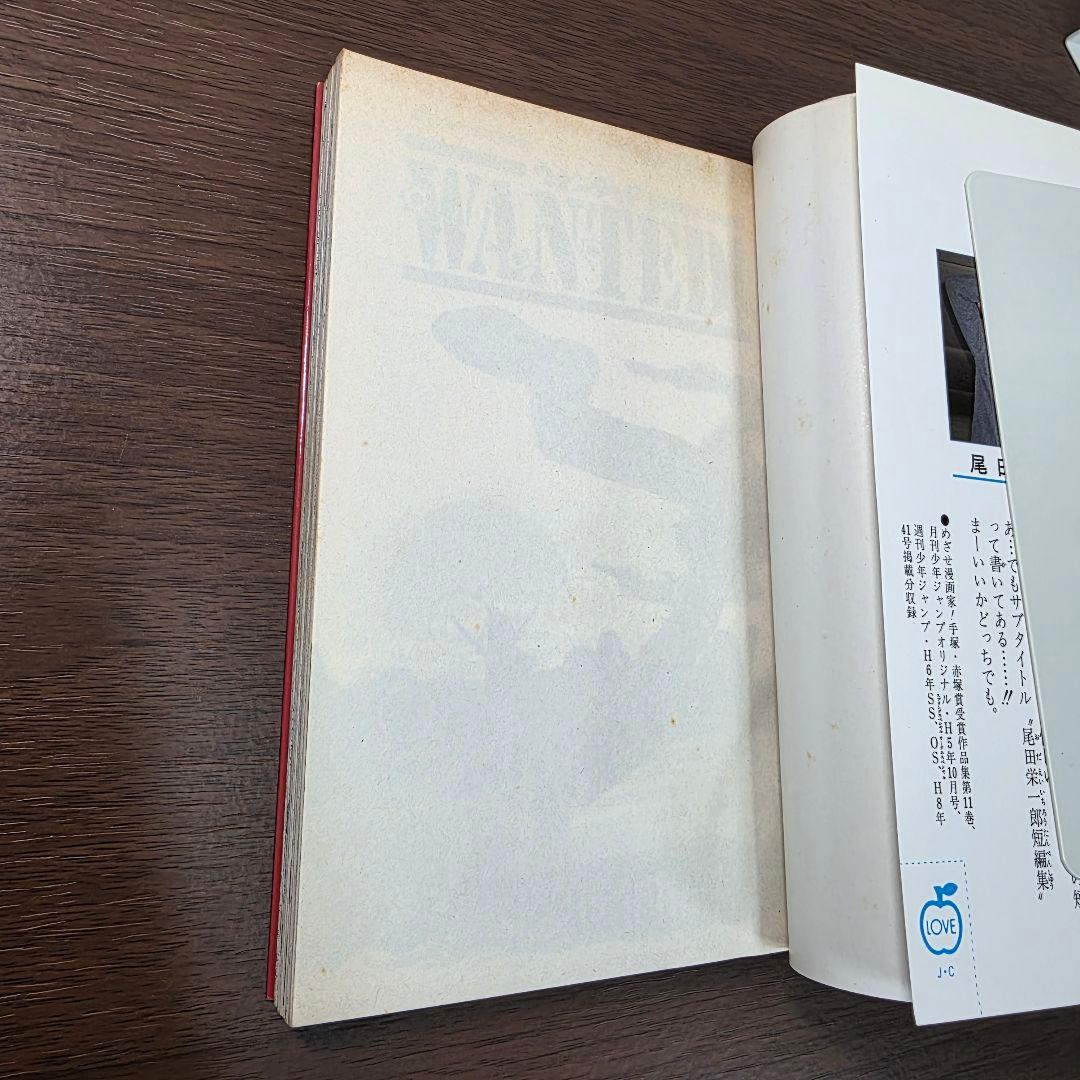 尾田
あ…でもサブタイトル
って書いてある……!!
まーいいかどっちでも。
"尾田栄一郎短編集"
●めざせ漫画家!手塚・赤塚賞受賞作品集第11巻、
月刊少年ジャンプオリジナル・H5年10月号、
週刊少年ジャンプ・H6年SS、OS、H8年
41号掲載分収録
LOVE
J・C